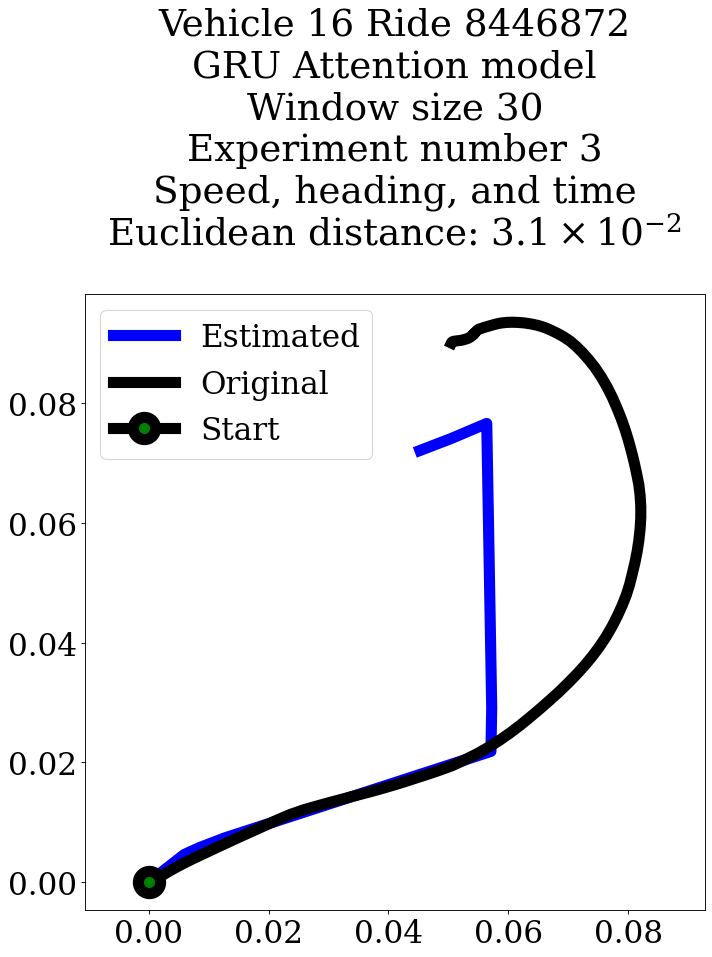 Vehicle 16 Ride 8446872
GRU Attention model
Window size 30
Experiment number 3
Speed, heading, and time
Euclidean distance: 3.1 × 10⁻²
Estimated
Original
Start
0.08
0.06
0.04
0.02
0.00
0.00 0.02 0.04 0.06 0.08